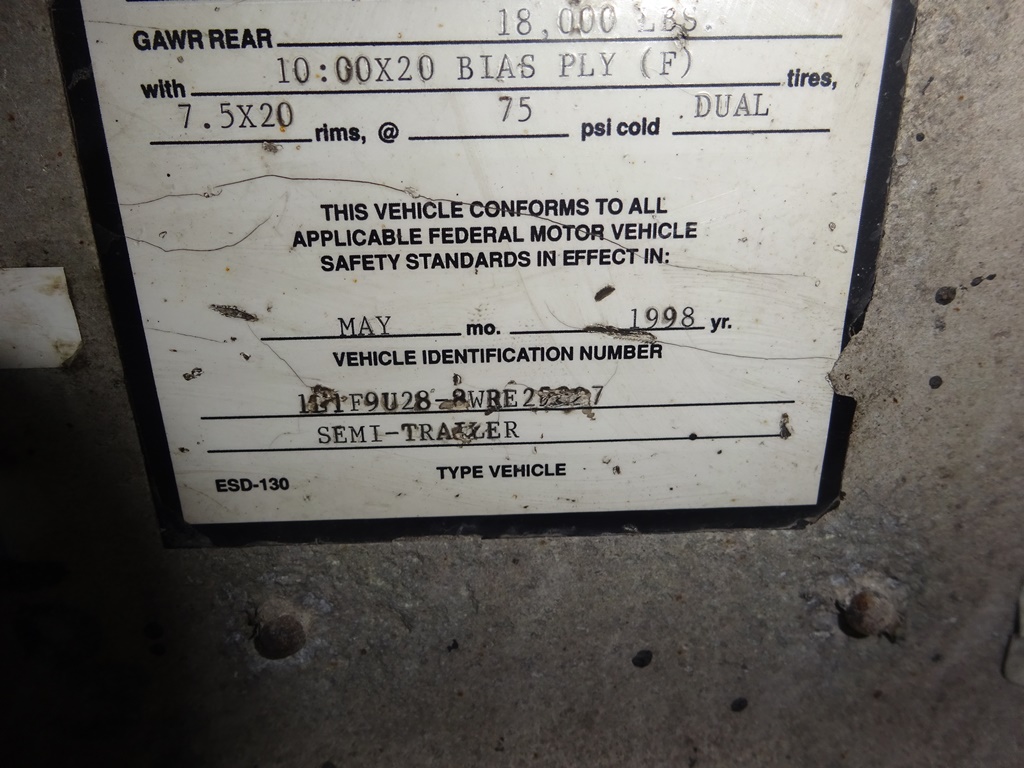 GAWR REAR 18,000 LBS.
with 10:00X20 BIAS PLY (F) tires,
7.5X20 rims, @ 75 psi cold DUAL
THIS VEHICLE CONFORMS TO ALL
APPLICABLE FEDERAL MOTOR VEHICLE
SAFETY STANDARDS IN EFFECT IN:
MAY mo. 1998 yr.
VEHICLE IDENTIFICATION NUMBER
SEMI-TRAILER
TYPE VEHICLE
ESD-130